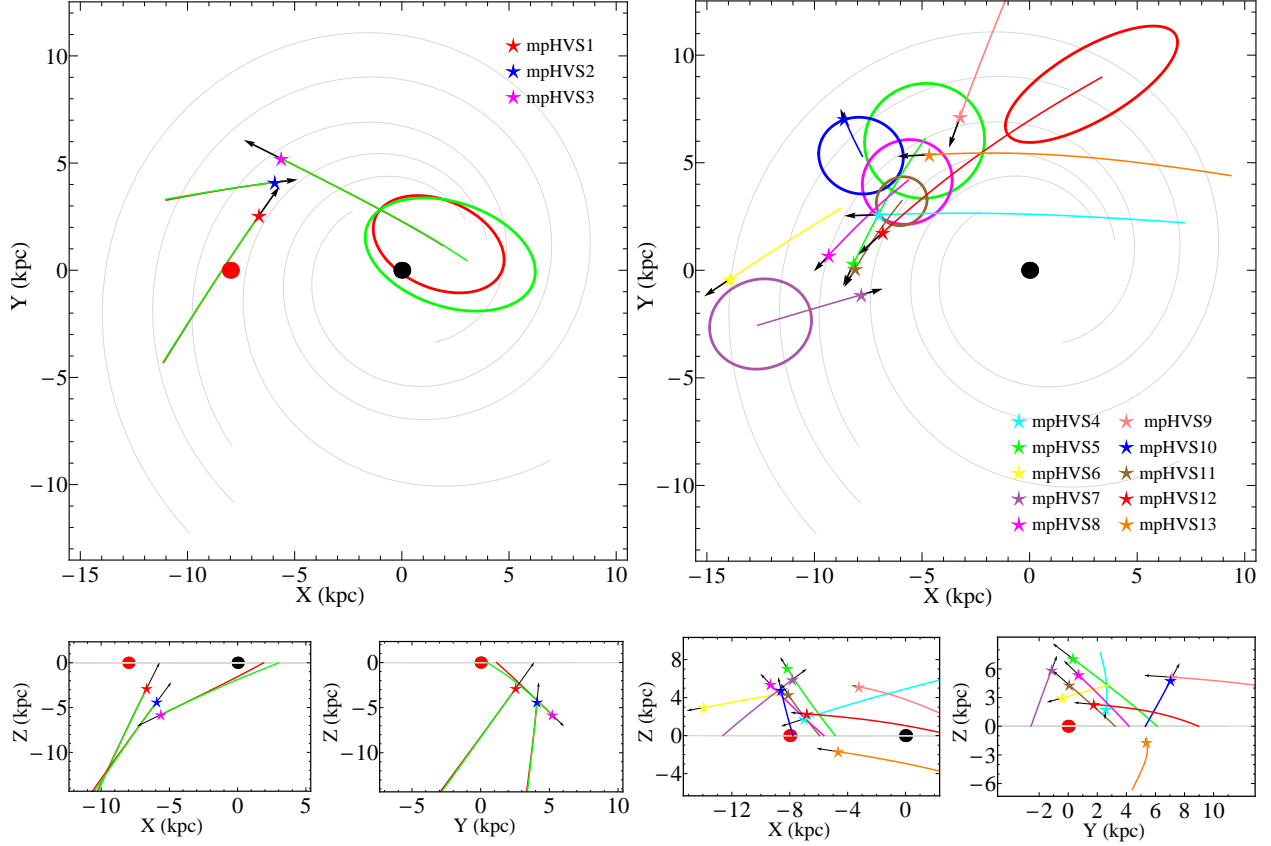 10
5
0
−5
−10
Y (kpc)
−15
−10
−5
0
5
10
X (kpc)
mpHVS1
mpHVS2
mpHVS3
10
5
0
−5
−10
Y (kpc)
−15
−10
−5
0
5
10
X (kpc)
mpHVS4
mpHVS9
mpHVS5
mpHVS10
mpHVS6
mpHVS11
mpHVS7
mpHVS12
mpHVS8
mpHVS13
0
−5
−10
Z (kpc)
−10
−5
0
5
X (kpc)
0
−5
−10
Z (kpc)
−5
0
5
10
Y (kpc)
8
4
0
−4
Z (kpc)
−12
−8
−4
0
X (kpc)
6
3
0
−3
−6
Z (kpc)
−2
0
2
4
6
8
10
Y (kpc)